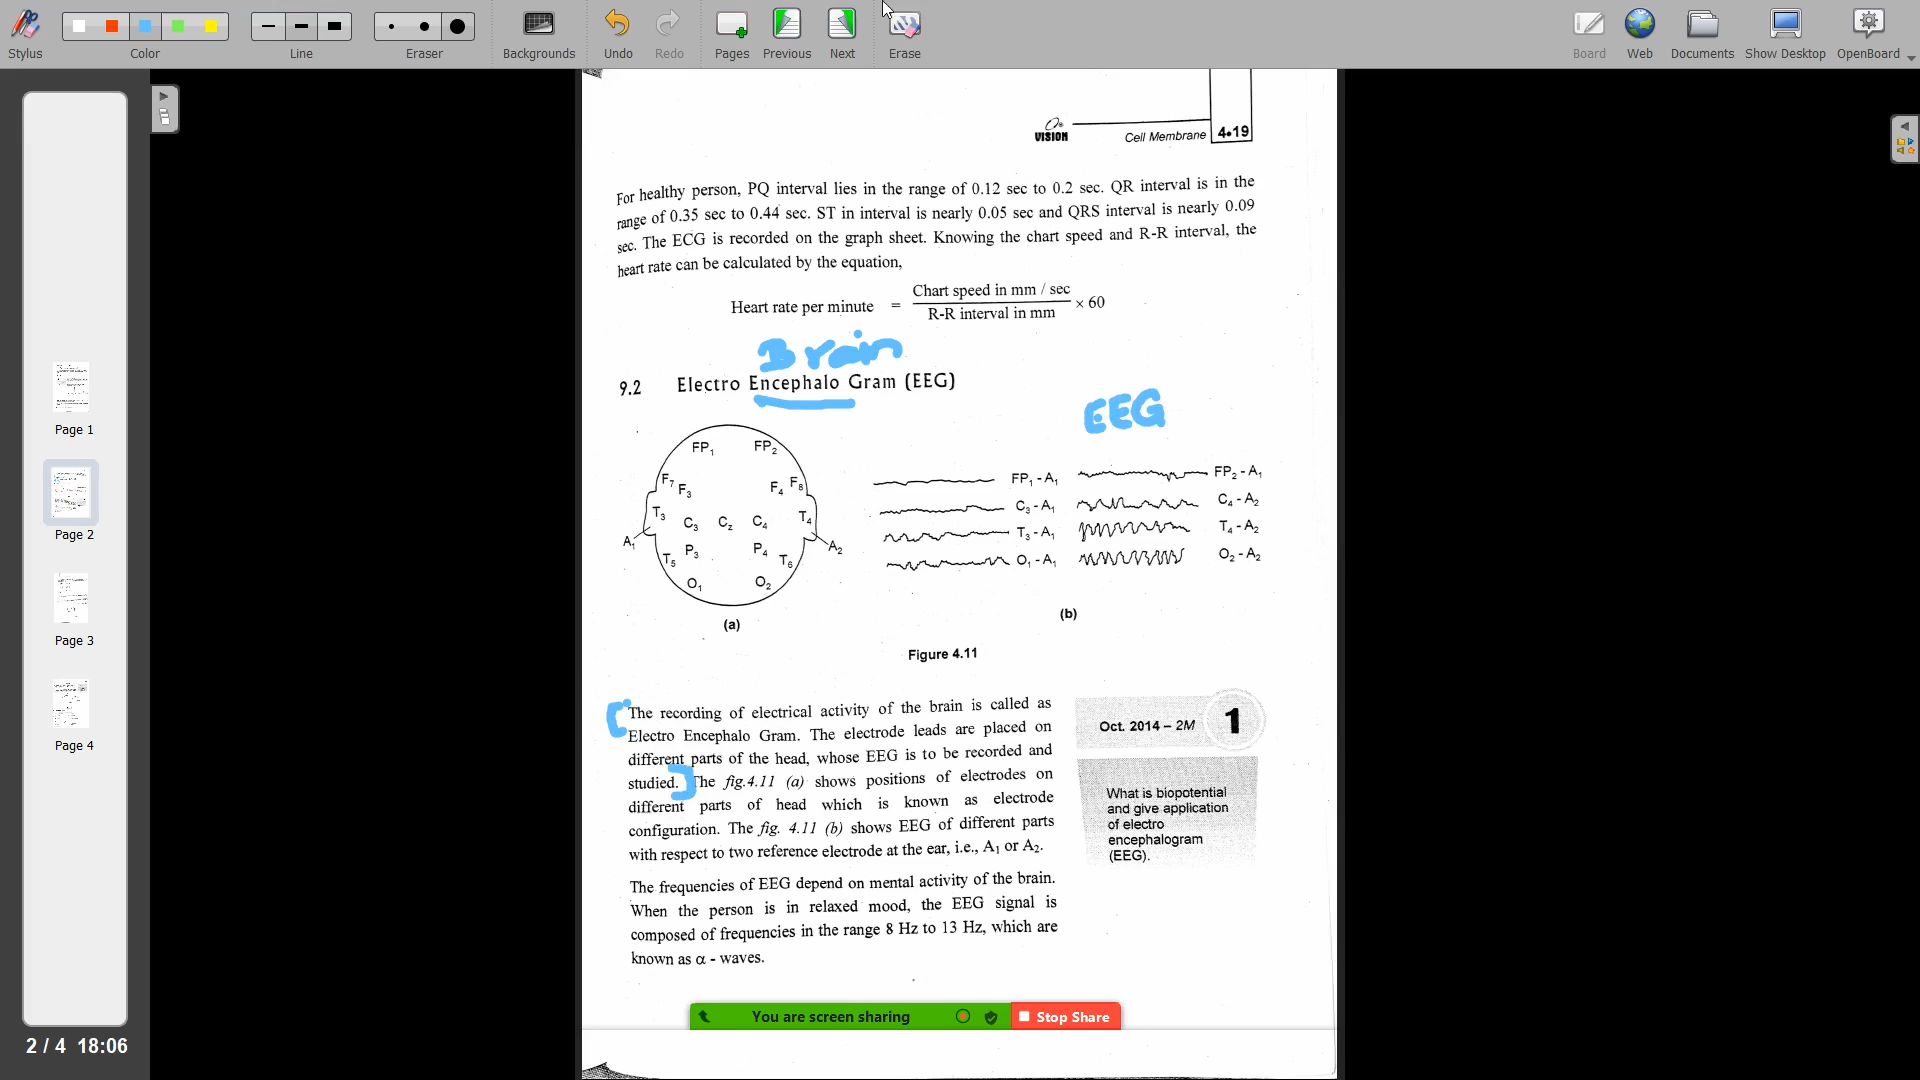 Stylus
Color
Line
Eraser
Backgrounds
Undo
Redo
Pages
Previous
Next
Erase
Board
Web
Documents
Show Desktop
OpenBoard
Page 1
Page 2
Page 3
Page 4
2 / 4 18:06
VISION
Cell Membrane
4•19
For healthy person, PQ interval lies in the range of 0.12 sec to 0.2 sec. QR interval is in the
range of 0.35 sec to 0.44 sec. ST in interval is nearly 0.05 sec and QRS interval is nearly 0.09
sec. The ECG is recorded on the graph sheet. Knowing the chart speed and R-R interval, the
heart rate can be calculated by the equation,
Heart rate per minute = Chart speed in mm / sec
R-R interval in mm
× 60
Brain
9.2 Electro Encephalo Gram (EEG)
EEG
FP₁ FP₂
F₇ F₃ F₄ F₈
T₃ C₃ C𝓏 C₄ T₄
A₁ P₃ P₄ A₂
T₅ T₆
O₁ O₂
(a)
FP₁ - A₁ FP₂ - A₁
C₃ - A₁ C₄ - A₂
T₃ - A₁ T₄ - A₂
O₁ - A₁ O₂ - A₂
(b)
Figure 4.11
The recording of electrical activity of the brain is called as
Electro Encephalo Gram. The electrode leads are placed on
different parts of the head, whose EEG is to be recorded and
studied. The fig.4.11 (a) shows positions of electrodes on
different parts of head which is known as electrode
configuration. The fig. 4.11 (b) shows EEG of different parts
with respect to two reference electrode at the ear, i.e., A₁ or A₂.
The frequencies of EEG depend on mental activity of the brain.
When the person is in relaxed mood, the EEG signal is
composed of frequencies in the range 8 Hz to 13 Hz, which are
known as α - waves.
Oct. 2014 – 2M
1
What is biopotential
and give application
of electro
encephalogram
(EEG).
You are screen sharing
Stop Share